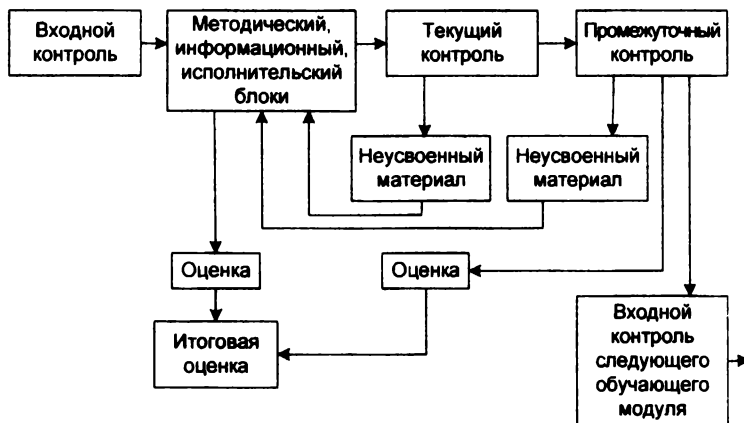 Входной
контроль
Методический,
информационный,
исполнительский
блоки
Текущий
контроль
Промежуточный
контроль
Неусвоенный
материал
Неусвоенный
материал
Оценка
Оценка
Итоговая
оценка
Входной
контроль
следующего
обучающего
модуля